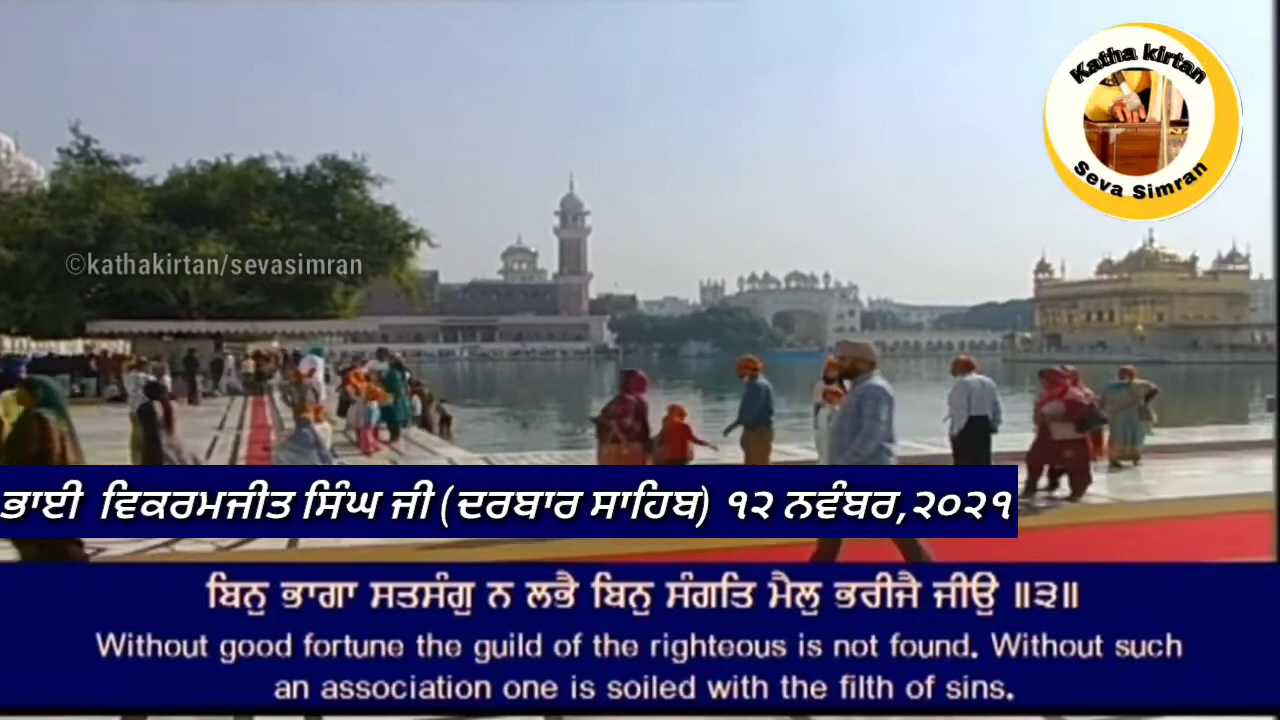 Katha kirtan
Seva Simran
©kathakirtan/sevasimran
ਭਾਈ ਵਿਕਰਮਜੀਤ ਸਿੰਘ ਜੀ (ਦਰਬਾਰ ਸਾਹਿਬ) ੧੨ ਨਵੰਬਰ,੨੦੨੧
ਬਿਨੁ ਭਾਗਾ ਸਤਸੰਗੁ ਨ ਲਭੈ ਬਿਨੁ ਸੰਗਤਿ ਮੈਲੁ ਭਰੀਜੈ ਜੀਉ ॥੩॥
Without good fortune the guild of the righteous is not found. Without such
an association one is soiled with the filth of sins.